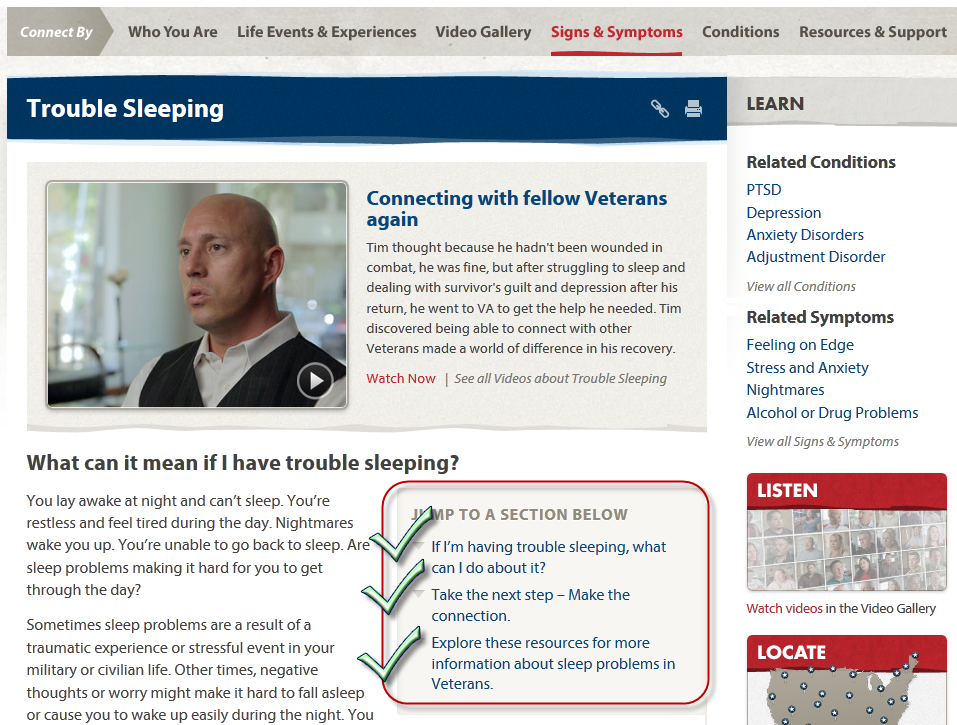 Connect By
Who You Are
Life Events & Experiences
Video Gallery
Signs & Symptoms
Conditions
Resources & Support
Trouble Sleeping
Connecting with fellow Veterans
again
Tim thought because he hadn't been wounded in
combat, he was fine, but after struggling to sleep and
dealing with survivor's guilt and depression after his
return, he went to VA to get the help he needed. Tim
discovered being able to connect with other
Veterans made a world of difference in his recovery.
Watch Now | See all Videos about Trouble Sleeping
What can it mean if I have trouble sleeping?
You lay awake at night and can't sleep. You're
restless and feel tired during the day. Nightmares
wake you up. You're unable to go back to sleep. Are
sleep problems making it hard for you to get
through the day?
Sometimes sleep problems are a result of a
traumatic experience or stressful event in your
military or civilian life. Other times, negative
thoughts or worry might make it hard to fall asleep
or cause you to wake up easily during the night. You
JUMP TO A SECTION BELOW
If I'm having trouble sleeping, what
can I do about it?
Take the next step – Make the
connection.
Explore these resources for more
information about sleep problems in
Veterans.
LEARN
Related Conditions
PTSD
Depression
Anxiety Disorders
Adjustment Disorder
View all Conditions
Related Symptoms
Feeling on Edge
Stress and Anxiety
Nightmares
Alcohol or Drug Problems
View all Signs & Symptoms
LISTEN
Watch videos in the Video Gallery
LOCATE